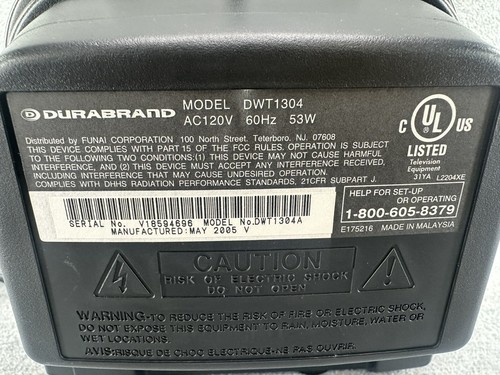 DURABRAND
MODEL DWT1304
AC120V 60Hz 53W
Distributed by FUNAI CORPORATION 100 North Street. Teterboro. NJ. 07608
THIS DEVICE COMPLIES WITH PART 15 OF THE FCC RULES. OPERATION IS SUBJECT
TO THE FOLLOWING TWO CONDITIONS:(1)THIS DEVICE MAY NOT CAUSE HARMFUL
INTERFERENCE, AND (2) THIS DEVICE MUST ACCEPT ANY INTERFERENCE RECEIVED,
INCLUDING INTERFERENCE THAT MAY CAUSE UNDESIRED OPERATION.
COMPLIES WITH DHHS RADIATION PERFORMANCE STANDARDS, 21CFR SUBPART J.
C UL US
®
LISTED
Television
Equipment
31YA L2204XE
HELP FOR SET-UP
OR OPERATING
1-800-605-8379
E175216 MADE IN MALAYSIA
SERIAL No. V18594696 MODEL No.DWT1304A
MANUFACTURED:MAY 2005 V
CAUTION
RISK OF ELECTRIC SHOCK
DO NOT OPEN
WARNING:TO REDUCE THE RISK OF FIRE OR ELECTRIC SHOCK,
DO NOT EXPOSE THIS EQUIPMENT TO RAIN, MOISTURE, WATER OR
WET LOCATIONS.
AVIS:RISQUE DE CHOC ELECTRIQUE-NE PAS OUVRIR.